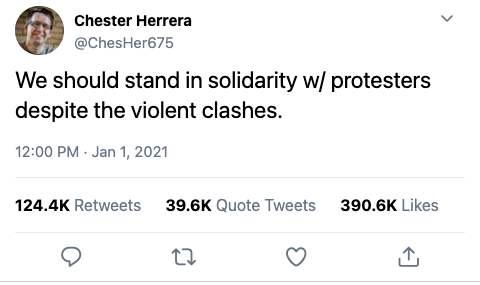 Chester Herrera
@ChesHer675
We should stand in solidarity w/ protesters
despite the violent clashes.
12:00 PM · Jan 1, 2021
124.4K Retweets 39.6K Quote Tweets 390.6K Likes